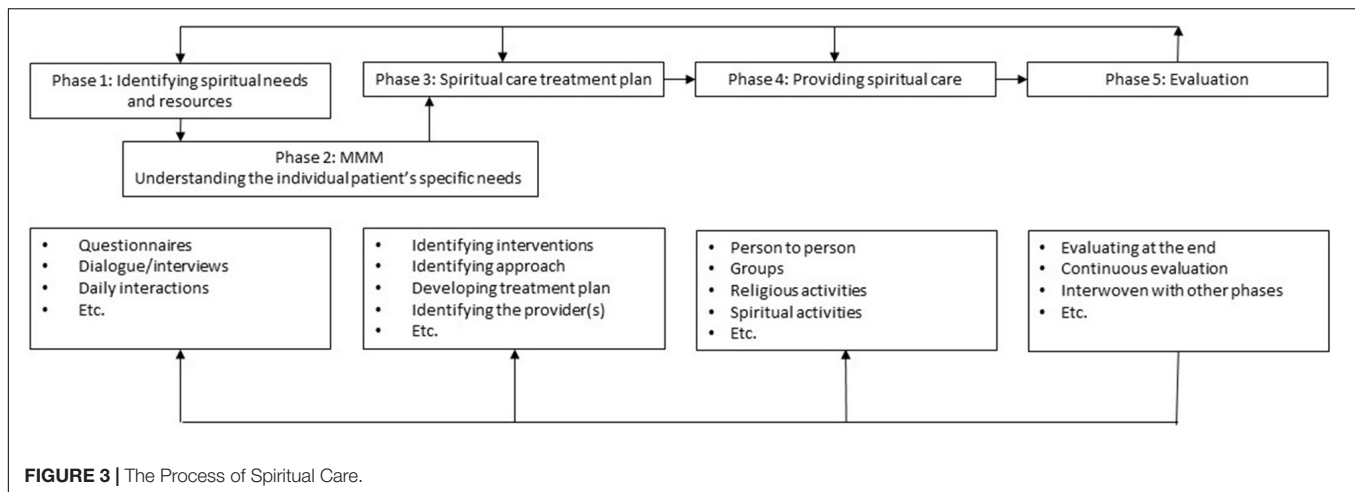 Phase 1: Identifying spiritual needs
and resources
Phase 3: Spiritual care treatment plan
Phase 4: Providing spiritual care
Phase 5: Evaluation
Phase 2: MMM
Understanding the individual patient's specific needs
• Questionnaires
• Dialogue/interviews
• Daily interactions
• Etc.
• Identifying interventions
• Identifying approach
• Developing treatment plan
• Identifying the provider(s)
• Etc.
• Person to person
• Groups
• Religious activities
• Spiritual activities
• Etc.
• Evaluating at the end
• Continuous evaluation
• Interwoven with other phases
• Etc.
FIGURE 3 | The Process of Spiritual Care.